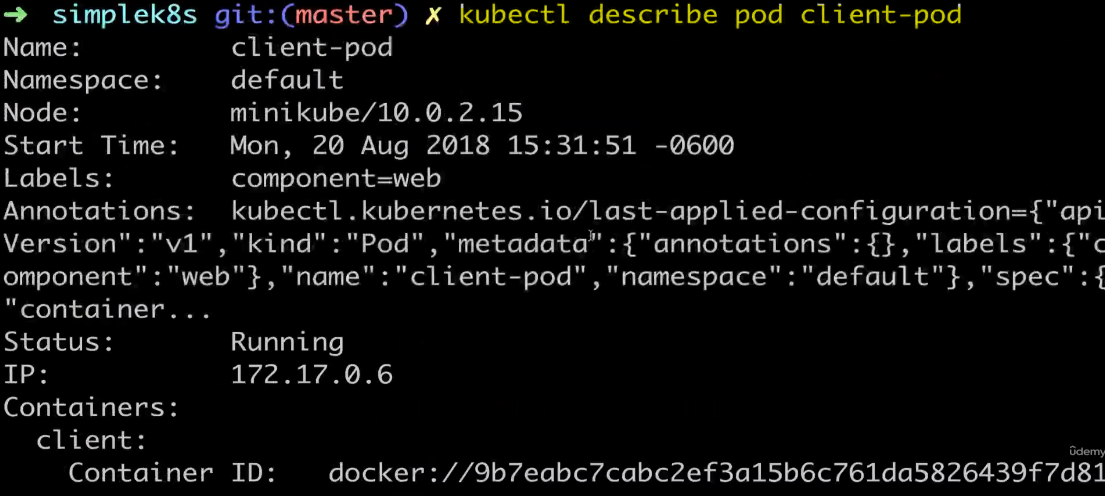 → simplek8s git:(master) ✗ kubectl describe pod client-pod
Name: client-pod
Namespace: default
Node: minikube/10.0.2.15
Start Time: Mon, 20 Aug 2018 15:31:51 -0600
Labels: component=web
Annotations: kubectl.kubernetes.io/last-applied-configuration={"api
Version":"v1","kind":"Pod","metadata":{"annotations":{},"labels":{"c
omponent":"web"},"name":"client-pod","namespace":"default"},"spec":{
"container...
Status: Running
IP: 172.17.0.6
Containers:
client:
Container ID: docker://9b7eabc7cabc2ef3a15b6c761da5826439f7d81
ûdemy